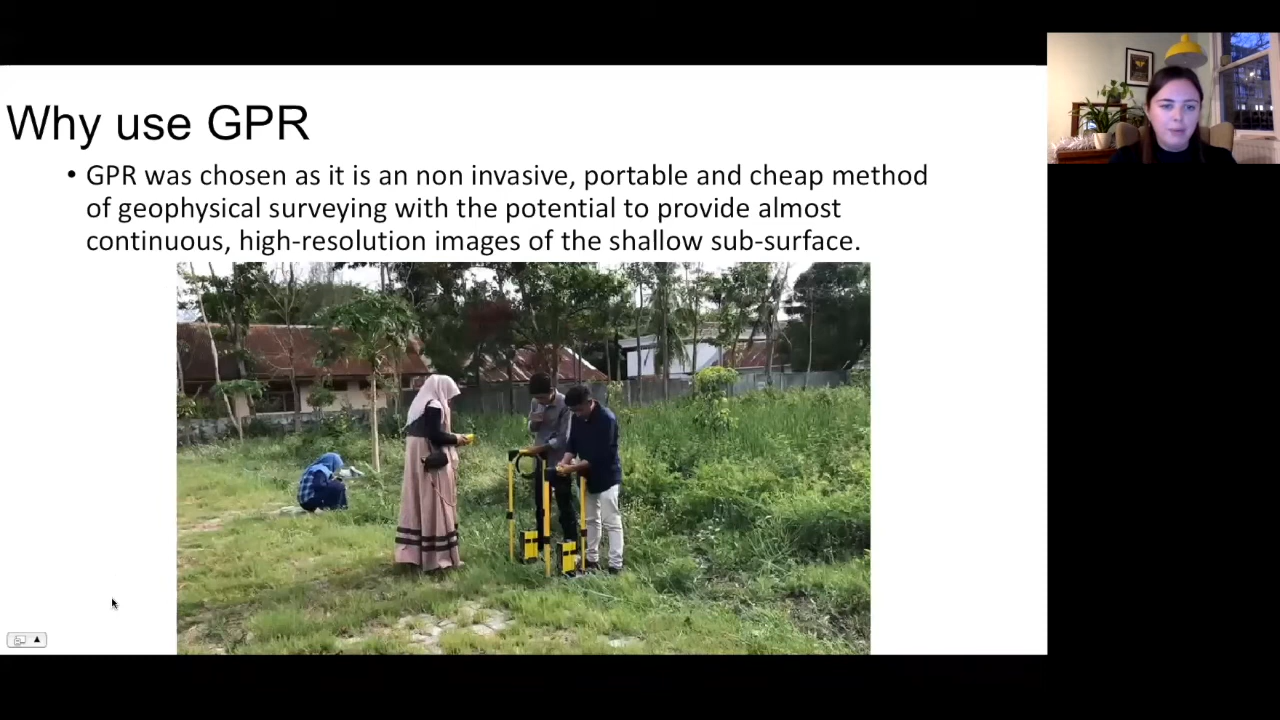 Why use GPR
• GPR was chosen as it is an non invasive, portable and cheap method
of geophysical surveying with the potential to provide almost
continuous, high-resolution images of the shallow sub-surface.